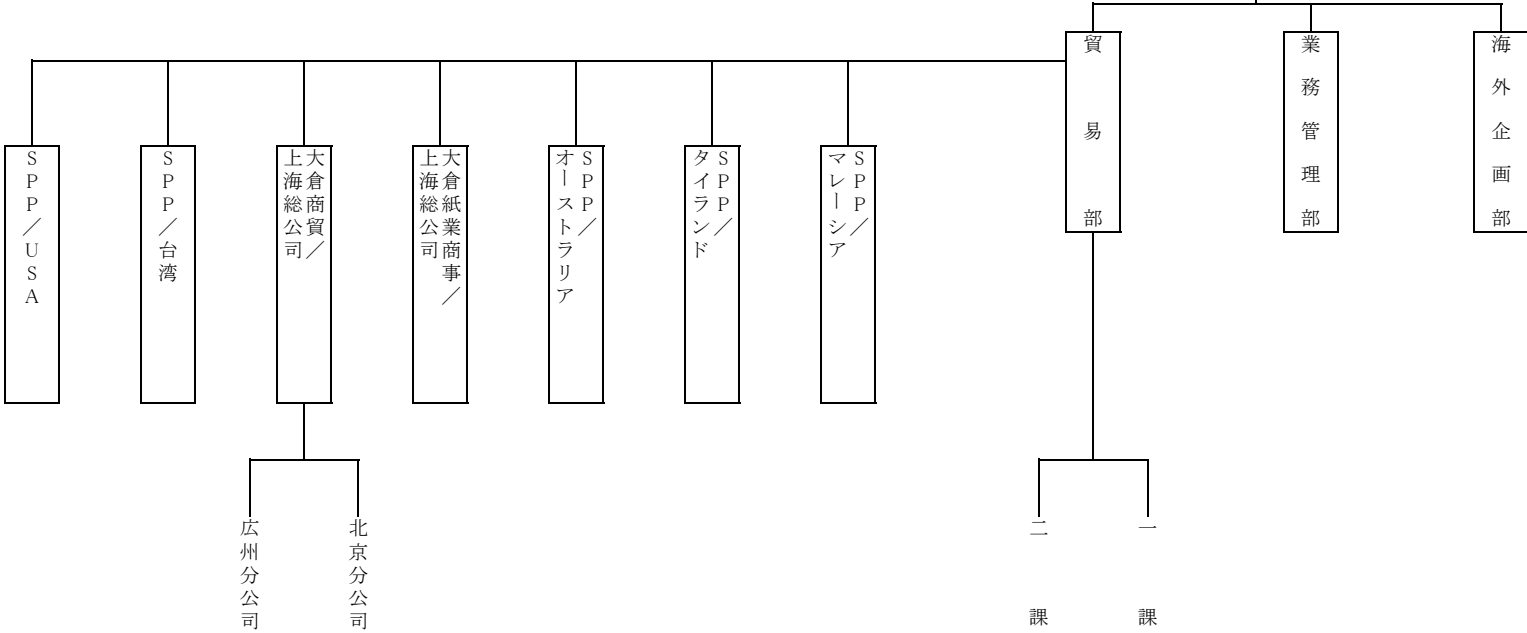 海外企画部
業務管理部
貿易部
SPP/
マレーシア
SPP/
タイランド
SPP/
オーストラリア
大倉紙業商事/
上海総公司
大倉商貿/
上海総公司
SPP/台湾
SPP/USA
一課
二課
北京分公司
広州分公司